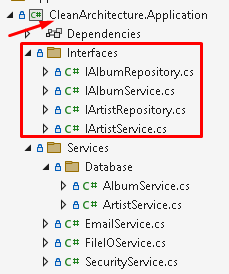 CleanArchitecture.Application
Dependencies
Interfaces
C# IAlbumRepository.cs
C# IAlbumService.cs
C# IArtistRepository.cs
C# IArtistService.cs
Services
Database
C# AlbumService.cs
C# ArtistService.cs
C# EmailService.cs
C# FileIOService.cs
C# SecurityService.cs